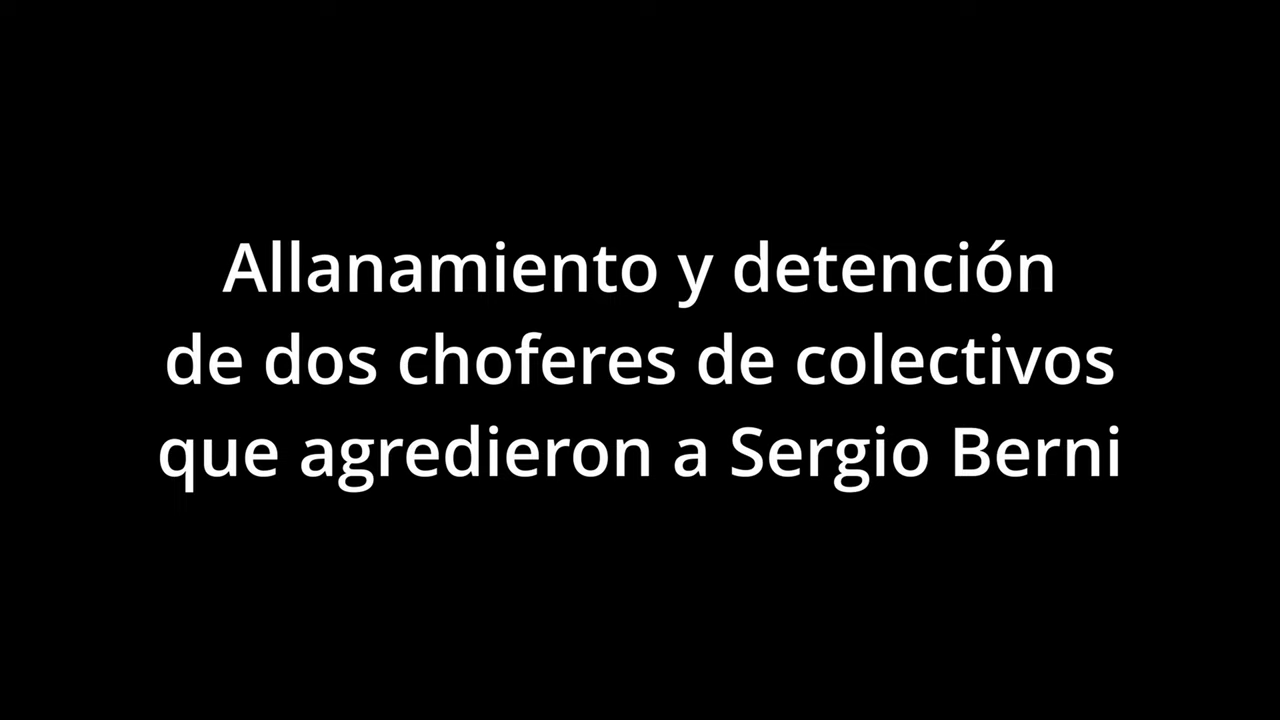 Allanamiento y detención
de dos choferes de colectivos
que agredieron a Sergio Berni